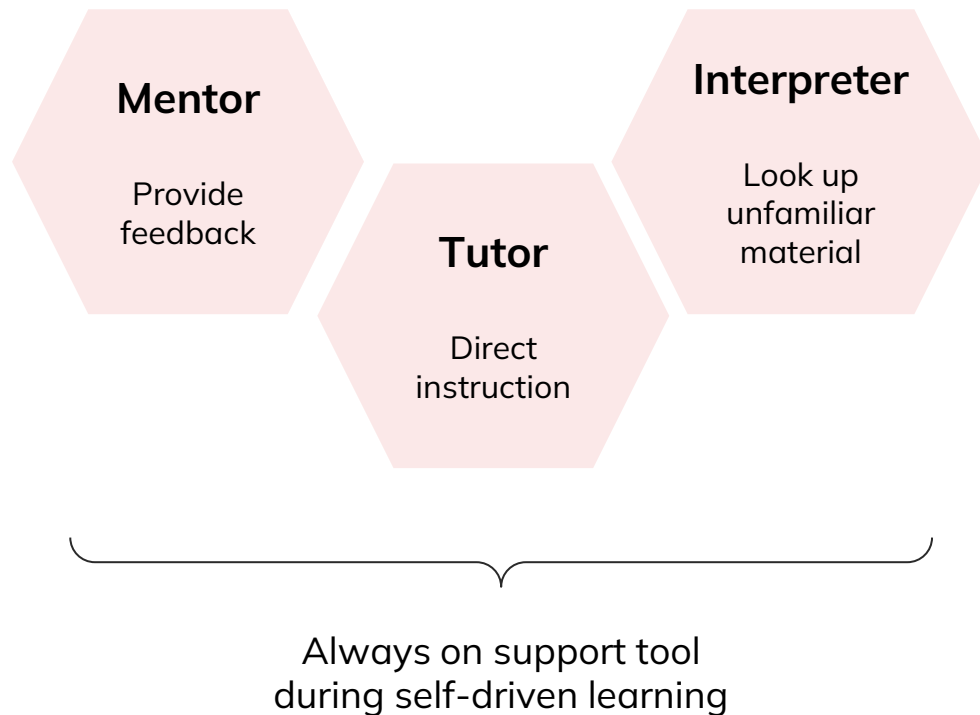 Mentor
Provide
feedback
Tutor
Direct
instruction
Interpreter
Look up
unfamiliar
material
Always on support tool
during self-driven learning